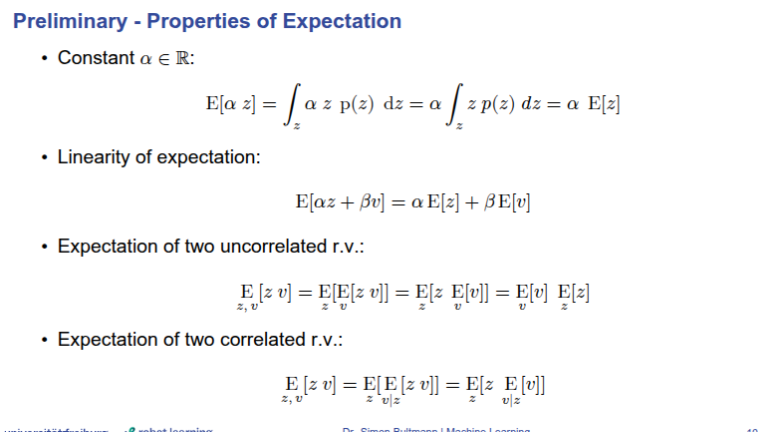 Preliminary - Properties of Expectation
• Constant α ∈ ℝ:
E[α z] = ∫_z α z p(z) dz = α ∫_z z p(z) dz = α E[z]
• Linearity of expectation:
E[αz + βv] = α E[z] + β E[v]
• Expectation of two uncorrelated r.v.:
E_{z,v}[z v] = E_z[E_v[z v]] = E_z[z E_v[v]] = E_v[v] E_z[z]
• Expectation of two correlated r.v.:
E_{z,v}[z v] = E_z[E_{v|z}[z v]] = E_z[z E_{v|z}[v]]
robot learning
Dr. Simon Bultmann | Machine Learning